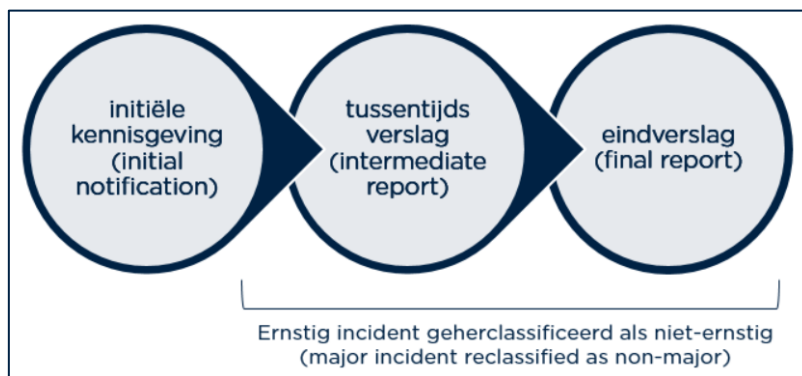 initiële
kennisgeving
(initial
notification)
tussentijds
verslag
(intermediate
report)
eindverslag
(final report)
Ernstig incident geherclassificeerd als niet-ernstig
(major incident reclassified as non-major)